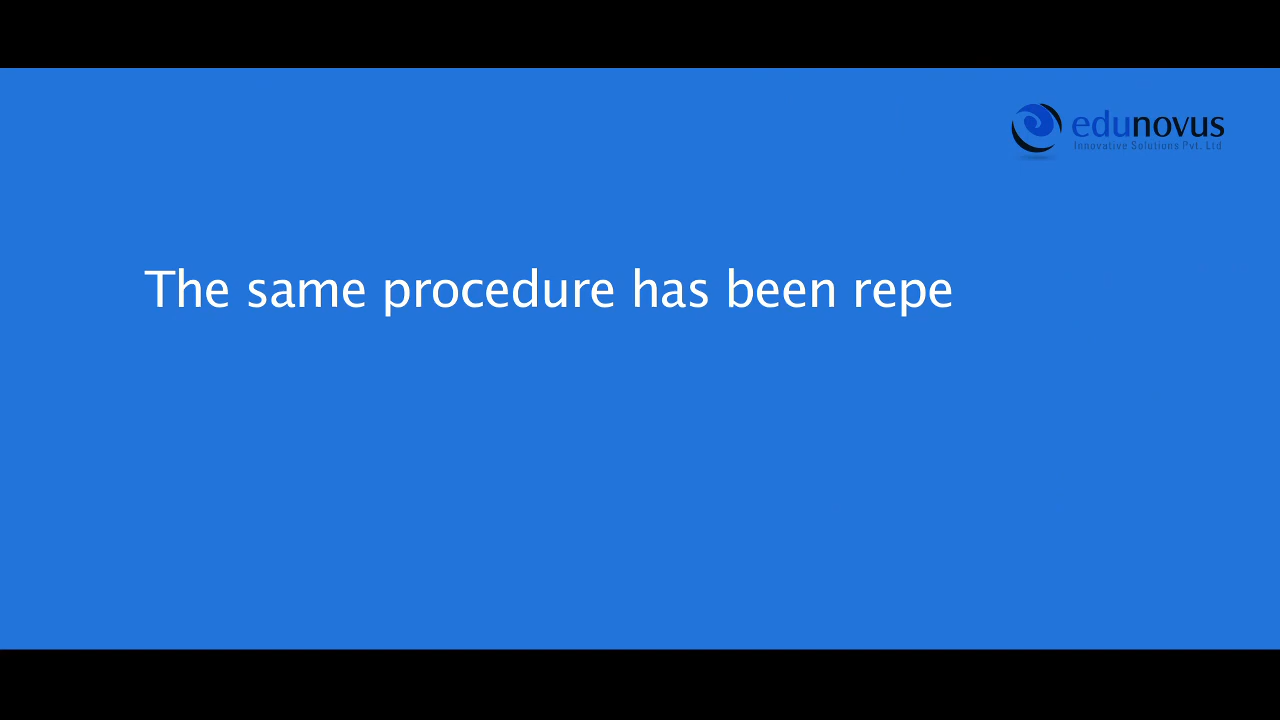 edunovus
Innovative Solutions Pvt. Ltd
The same procedure has been repe